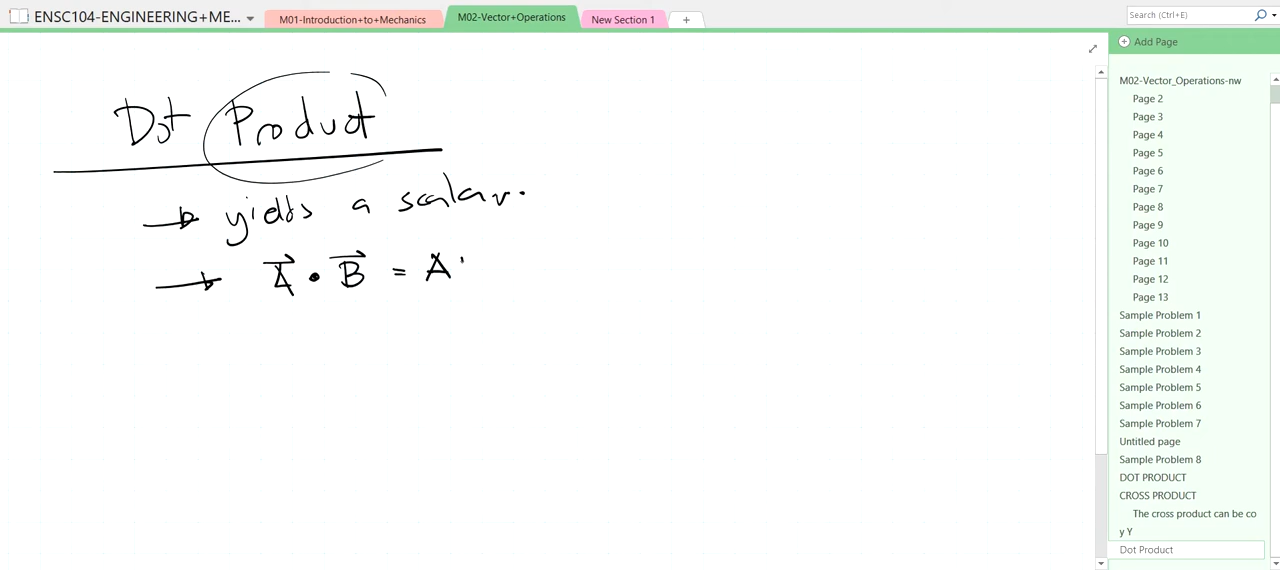 ENSC104-ENGINEERING+ME...
M01-Introduction+to+Mechanics
M02-Vector+Operations
New Section 1
Search (Ctrl+E)
Add Page
Dot Product
yields a scalar.
A • B = A
M02-Vector_Operations-nw
Page 2
Page 3
Page 4
Page 5
Page 6
Page 7
Page 8
Page 9
Page 10
Page 11
Page 12
Page 13
Sample Problem 1
Sample Problem 2
Sample Problem 3
Sample Problem 4
Sample Problem 5
Sample Problem 6
Sample Problem 7
Untitled page
Sample Problem 8
DOT PRODUCT
CROSS PRODUCT
The cross product can be co
y Y
Dot Product